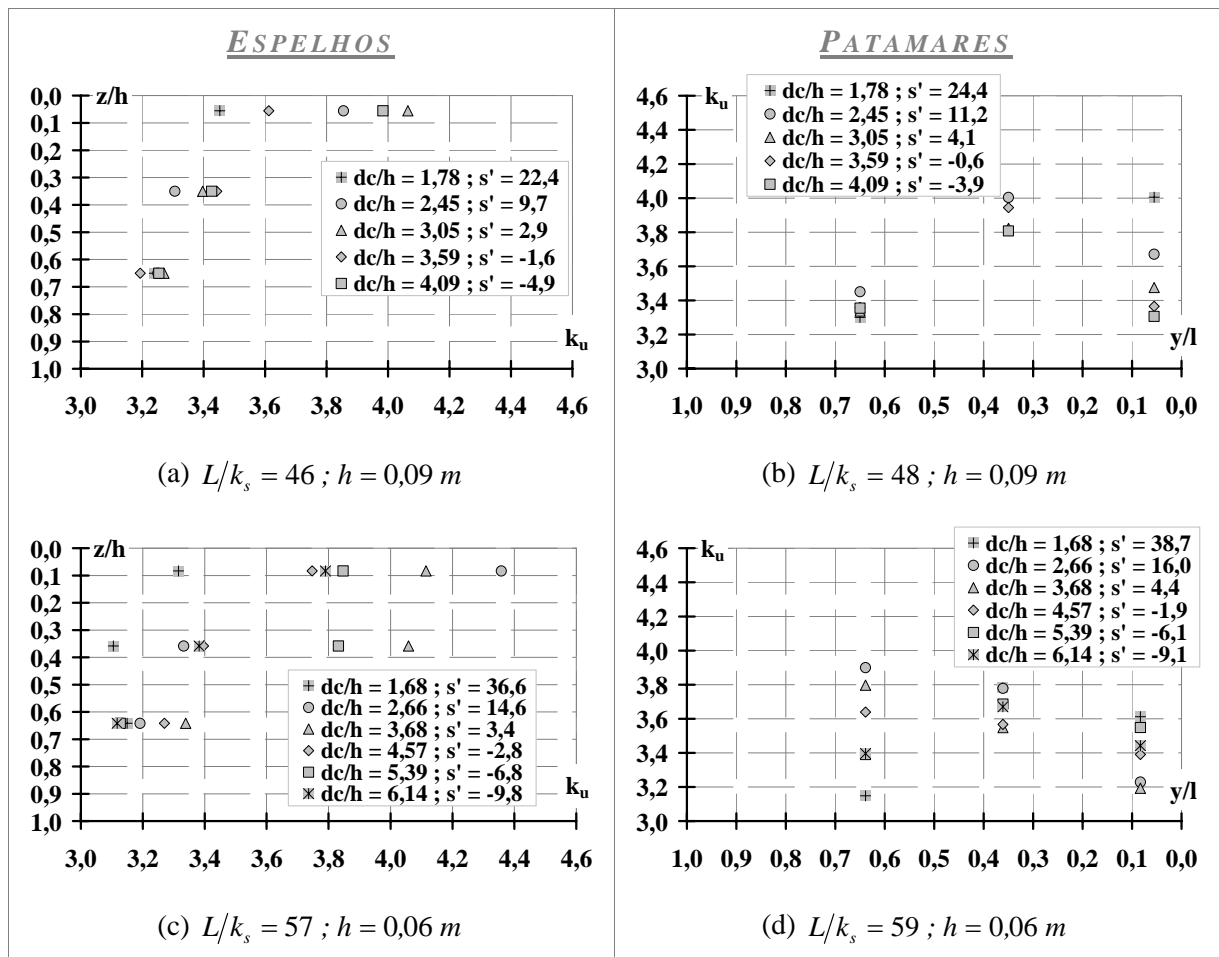 ESPELHOS
PATAMARES
z/h
0,0
0,1
0,2
0,3
0,4
0,5
0,6
0,7
0,8
0,9
1,0
dc/h = 1,78 ; s' = 22,4
dc/h = 2,45 ; s' = 9,7
dc/h = 3,05 ; s' = 2,9
dc/h = 3,59 ; s' = -1,6
dc/h = 4,09 ; s' = -4,9
ku
3,0 3,2 3,4 3,6 3,8 4,0 4,2 4,4 4,6
(a) L/ks = 46 ; h = 0,09 m
ku
4,6
4,4
4,2
4,0
3,8
3,6
3,4
3,2
3,0
dc/h = 1,78 ; s' = 24,4
dc/h = 2,45 ; s' = 11,2
dc/h = 3,05 ; s' = 4,1
dc/h = 3,59 ; s' = -0,6
dc/h = 4,09 ; s' = -3,9
y/l
1,0 0,9 0,8 0,7 0,6 0,5 0,4 0,3 0,2 0,1 0,0
(b) L/ks = 48 ; h = 0,09 m
z/h
0,0
0,1
0,2
0,3
0,4
0,5
0,6
0,7
0,8
0,9
1,0
dc/h = 1,68 ; s' = 36,6
dc/h = 2,66 ; s' = 14,6
dc/h = 3,68 ; s' = 3,4
dc/h = 4,57 ; s' = -2,8
dc/h = 5,39 ; s' = -6,8
dc/h = 6,14 ; s' = -9,8
ku
3,0 3,2 3,4 3,6 3,8 4,0 4,2 4,4 4,6
(c) L/ks = 57 ; h = 0,06 m
ku
4,6
4,4
4,2
4,0
3,8
3,6
3,4
3,2
3,0
dc/h = 1,68 ; s' = 38,7
dc/h = 2,66 ; s' = 16,0
dc/h = 3,68 ; s' = 4,4
dc/h = 4,57 ; s' = -1,9
dc/h = 5,39 ; s' = -6,1
dc/h = 6,14 ; s' = -9,1
y/l
1,0 0,9 0,8 0,7 0,6 0,5 0,4 0,3 0,2 0,1 0,0
(d) L/ks = 59 ; h = 0,06 m